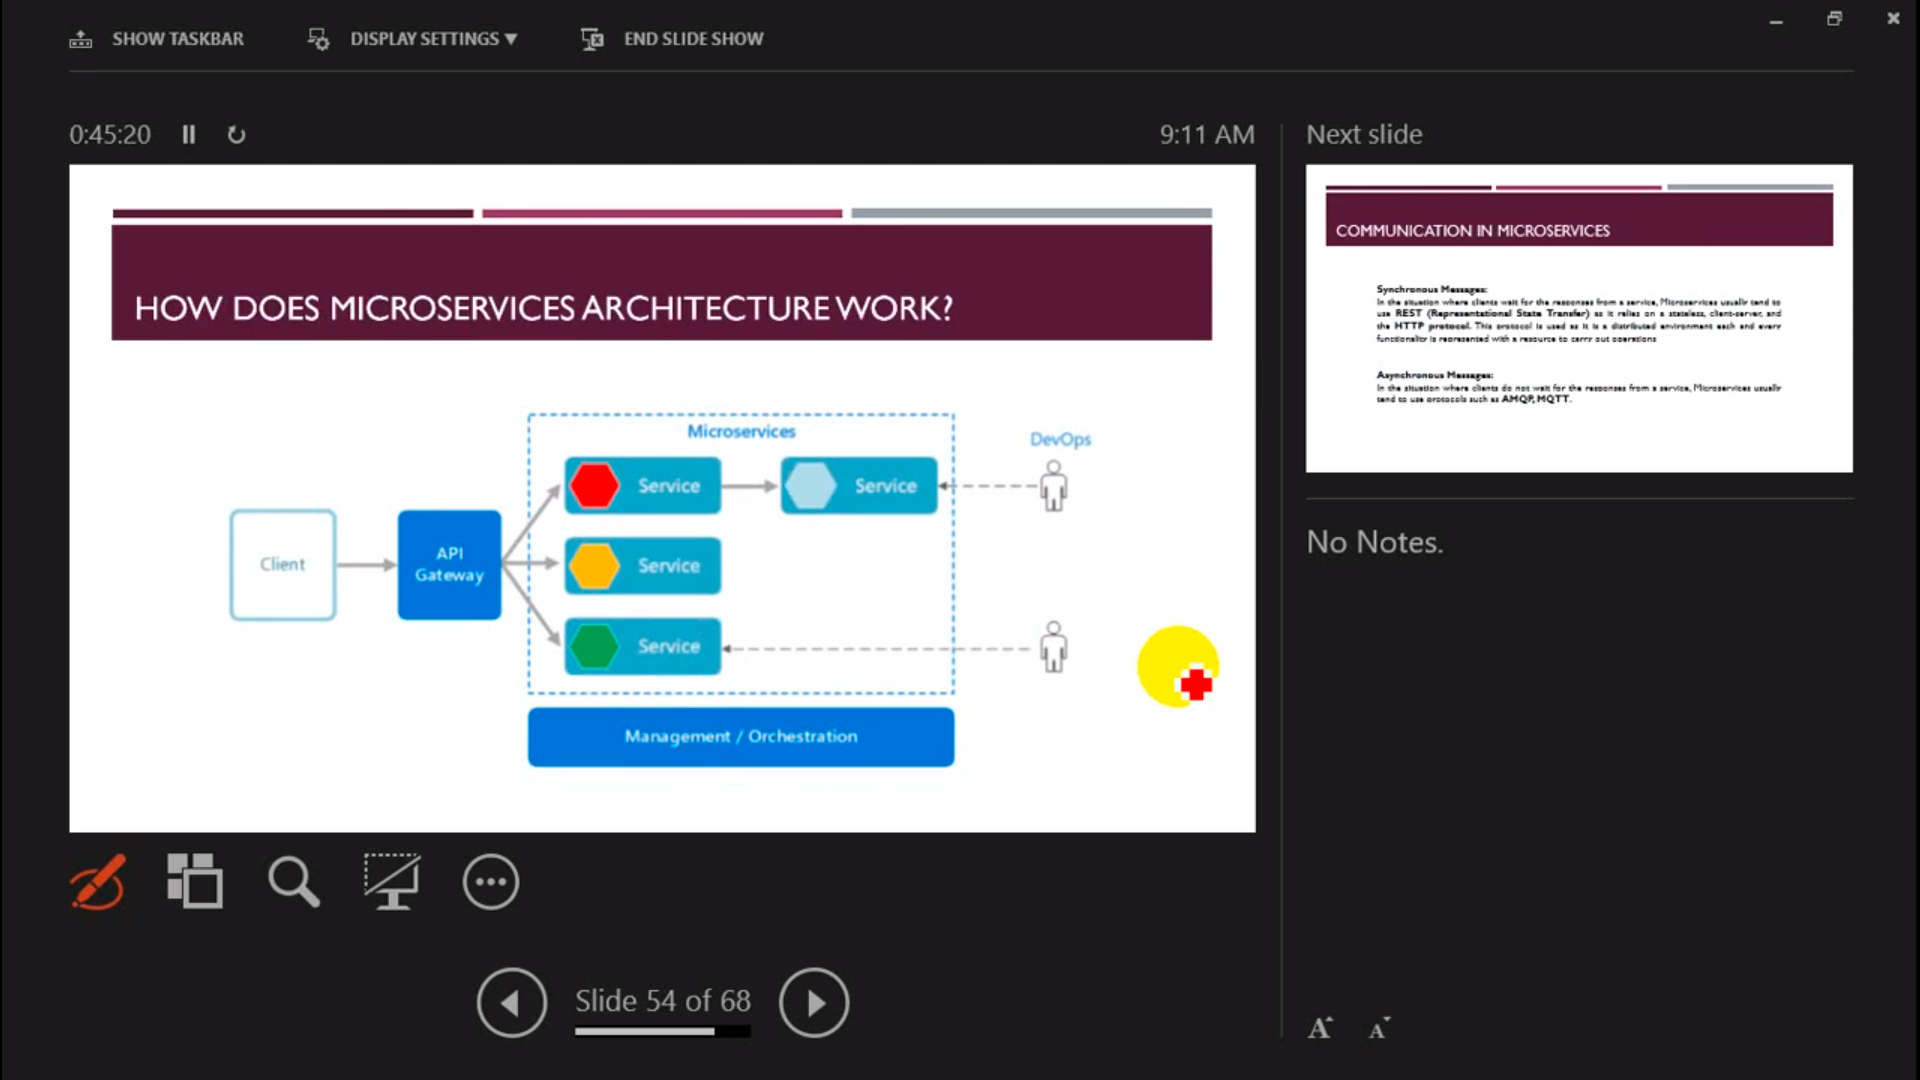 SHOW TASKBAR
DISPLAY SETTINGS ▼
END SLIDE SHOW
0:45:20
9:11 AM
HOW DOES MICROSERVICES ARCHITECTURE WORK?
Microservices
DevOps
Service
Service
Client
API
Gateway
Service
Service
Management / Orchestration
Slide 54 of 68
Next slide
COMMUNICATION IN MICROSERVICES
Synchronous Messages:
In the situation where clients wait for the responses from a service, Microservices usually tend to
use REST (Representational State Transfer) as it relies on a stateless, client-server, and
the HTTP protocol. This protocol is used as it is a distributed environment each and every
functionality is represented with a resource to carry out operations
Asynchronous Messages:
In the situation where clients do not wait for the responses from a service, Microservices usually
tend to use protocols such as AMQP, MQTT.
No Notes.
A A